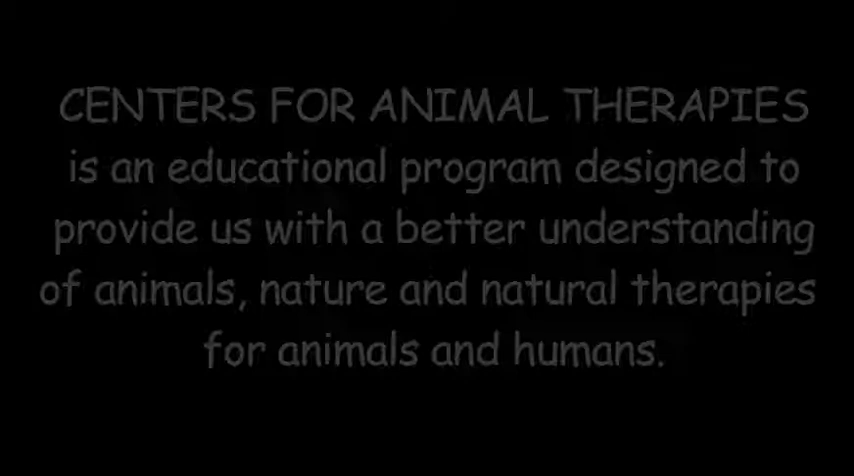 CENTERS FOR ANIMAL THERAPIES
is an educational program designed to
provide us with a better understanding
of animals, nature and natural therapies
for animals and humans.